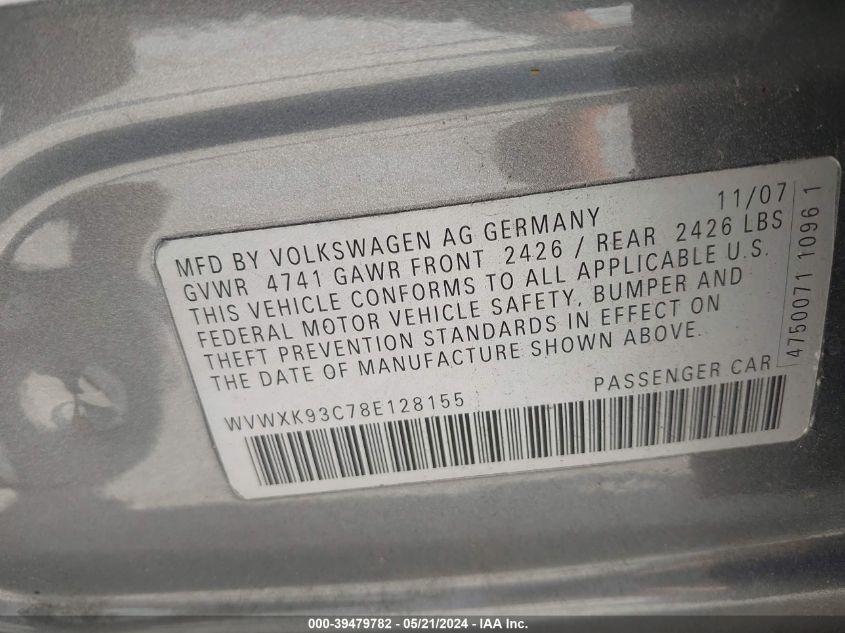 11/07
MFD BY VOLKSWAGEN AG GERMANY
GVWR 4741 GAWR FRONT 2426 / REAR 2426 LBS
THIS VEHICLE CONFORMS TO ALL APPLICABLE U.S.
FEDERAL MOTOR VEHICLE SAFETY, BUMPER AND
THEFT PREVENTION STANDARDS IN EFFECT ON
THE DATE OF MANUFACTURE SHOWN ABOVE.
WVWXK93C78E128155 PASSENGER CAR
4750071 1096 1
000-39479782 - 05/21/2024 - IAA Inc.